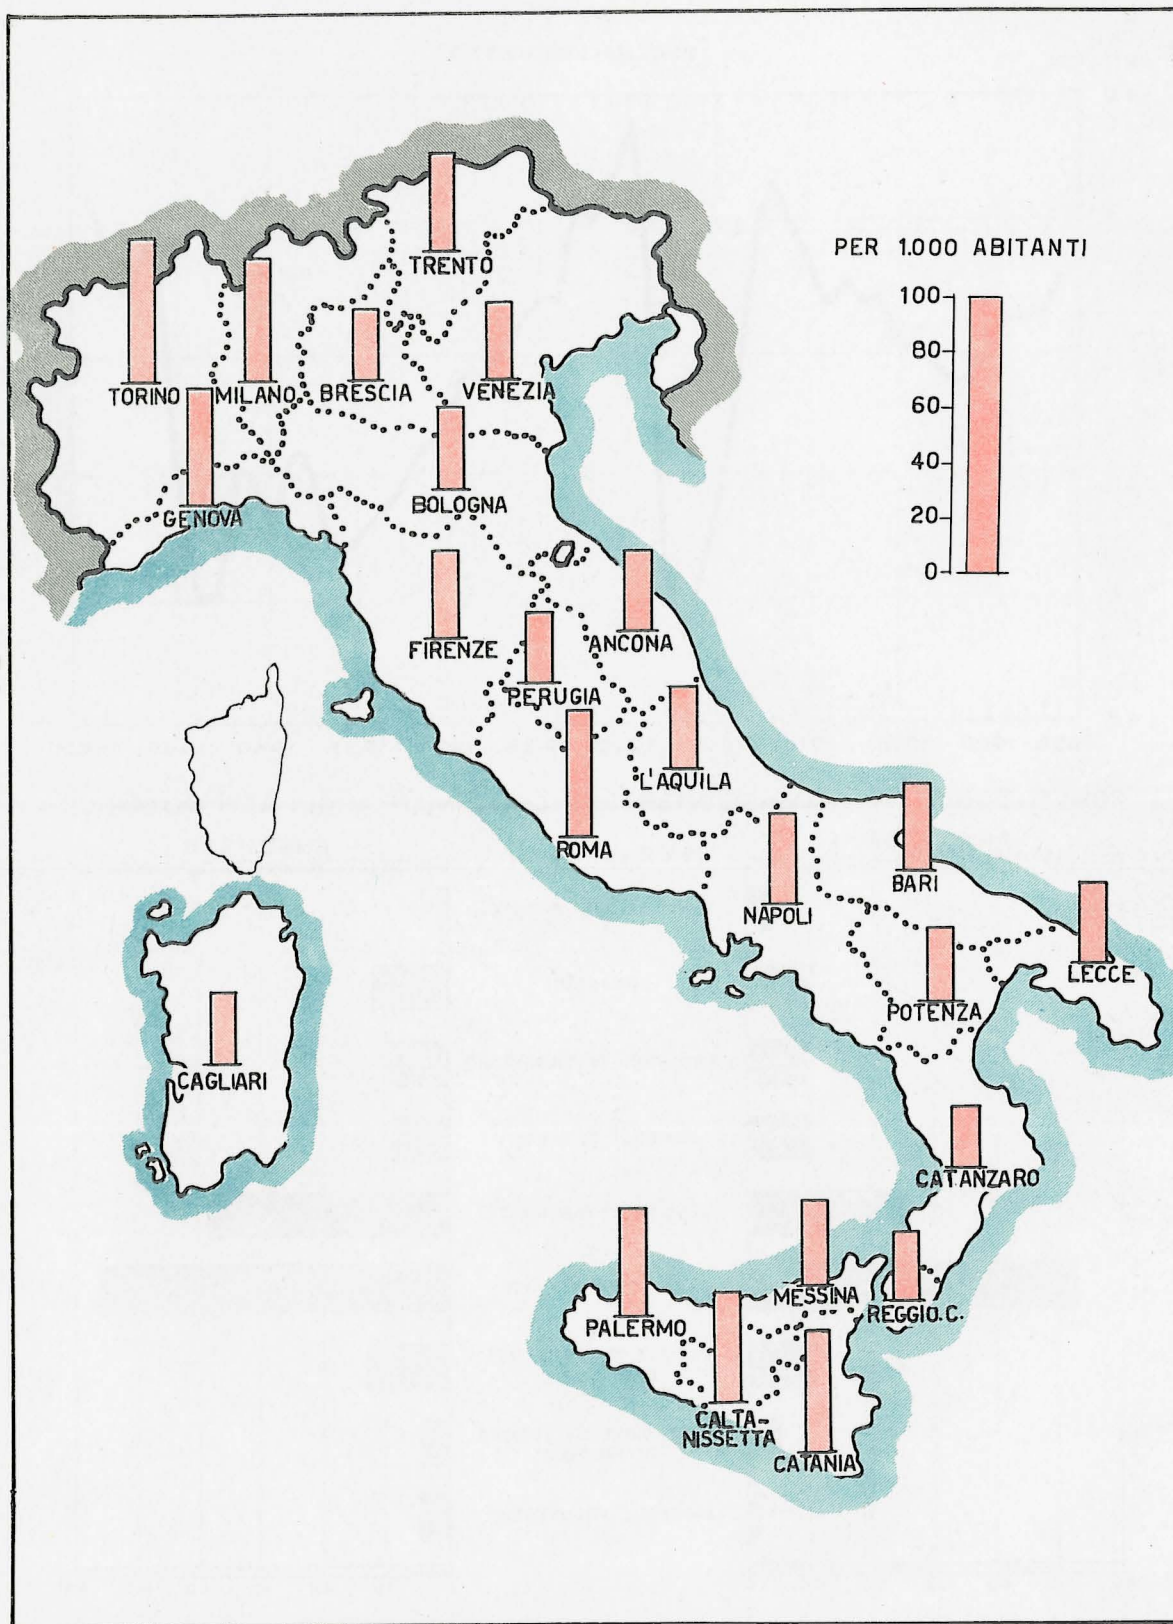 TRENTO
PER 1.000 ABITANTI
100
80
60
40
20
0
TORINO
MILANO
BRESCIA
VENEZIA
GENOVA
BOLOGNA
FIRENZE
ANCONA
PERUGIA
L'AQUILA
ROMA
BARI
NAPOLI
LECCE
POTENZA
CAGLIARI
CATANZARO
MESSINA
REGGIO.C.
PALERMO
CALTA-
NISSETTA
CATANIA